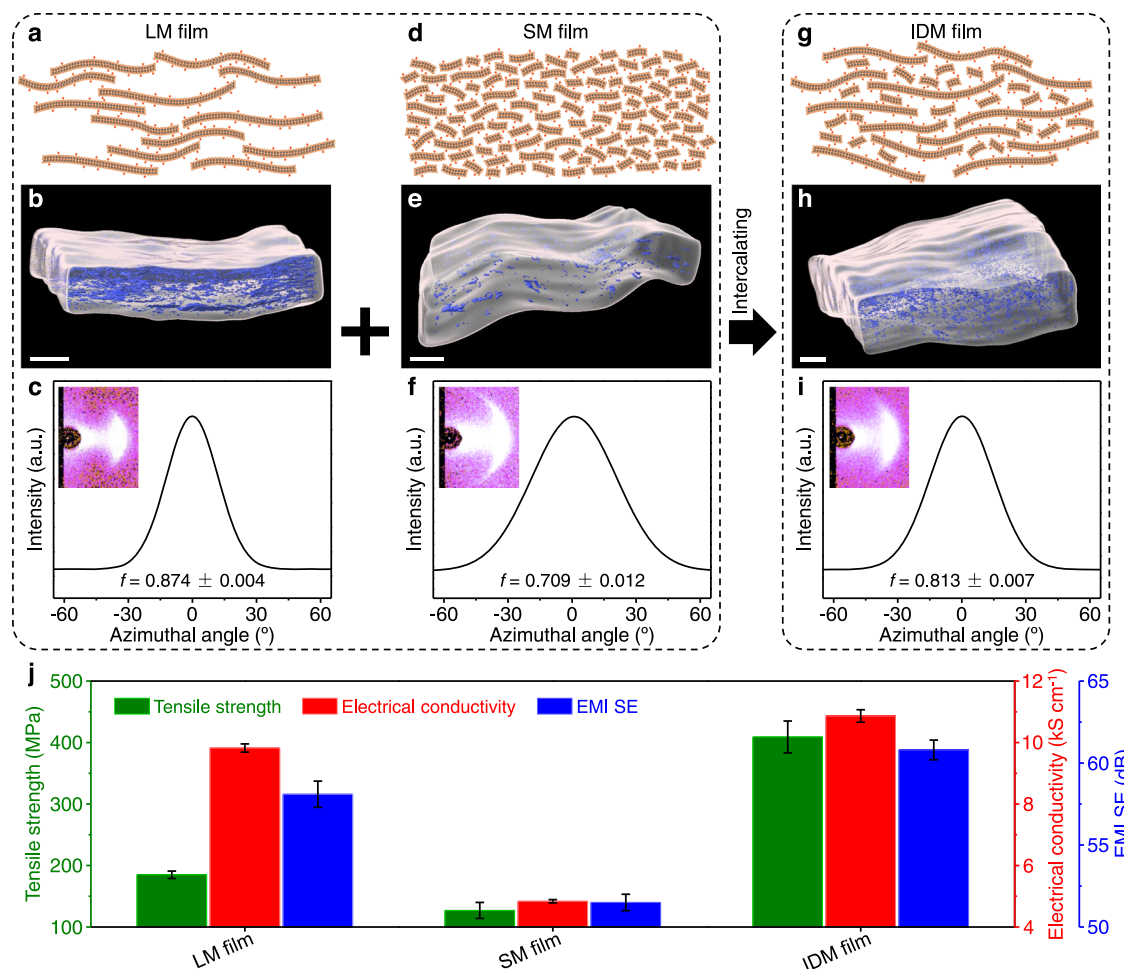 a
LM film
d
SM film
g
IDM film
b
e
h
Intercalating
c
f
i
Intensity (a.u.)
Intensity (a.u.)
Intensity (a.u.)
f = 0.874 ± 0.004
f = 0.709 ± 0.012
f = 0.813 ± 0.007
-60 -30 0 30 60
-60 -30 0 30 60
-60 -30 0 30 60
Azimuthal angle (º)
Azimuthal angle (º)
Azimuthal angle (º)
j
Tensile strength
Electrical conductivity
EMI SE
Tensile strength (MPa)
500
400
300
200
100
Electrical conductivity (kS cm⁻¹)
12
10
8
6
4
EMI SE (dB)
65
60
55
50
LM film
SM film
IDM film